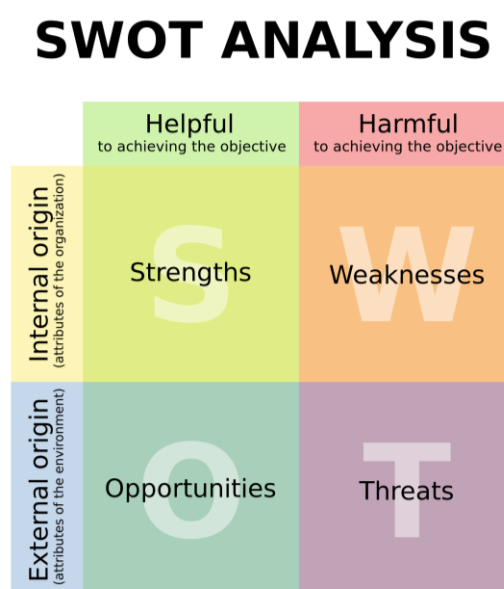 SWOT ANALYSIS
Helpful
to achieving the objective
Harmful
to achieving the objective
Internal origin
(attributes of the organization)
S
Strengths
W
Weaknesses
External origin
(attributes of the environment)
O
Opportunities
T
Threats